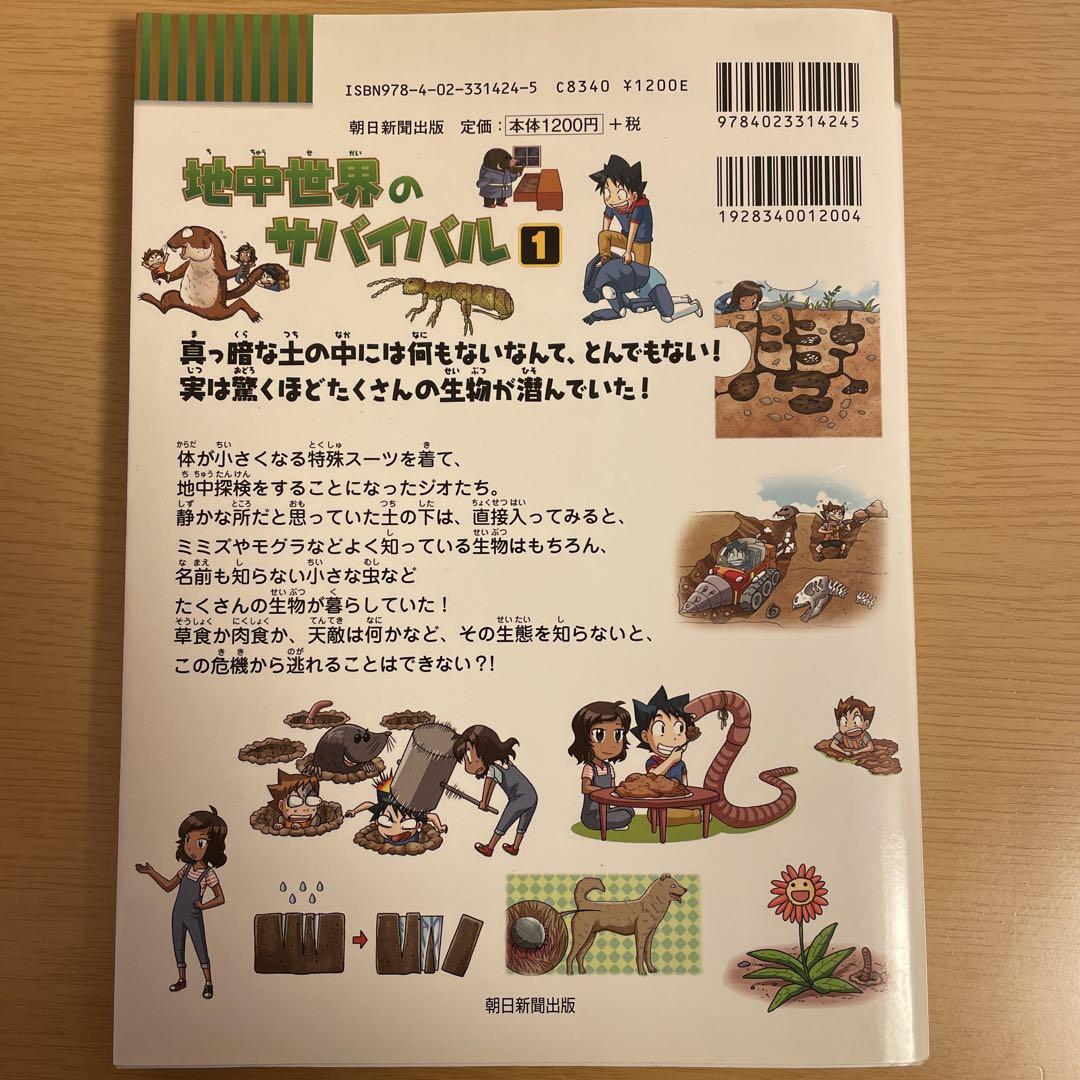 ISBN978-4-02-331424-5 C8340 ¥1200E
9784023314245
朝日新聞出版 定価：本体1200円＋税
1928340012004
地中世界の
サバイバル1
真っ暗な土の中には何もないなんて、とんでもない！
実は驚くほどたくさんの生物が潜んでいた！
体が小さくなる特殊スーツを着て、
地中探検をすることになったジオたち。
静かな所だと思っていた土の下は、直接入ってみると、
ミミズやモグラなどよく知っている生物はもちろん、
名前も知らない小さな虫など
たくさんの生物が暮らしていた！
草食か肉食か、天敵は何かなど、その生態を知らないと、
この危機から逃れることはできない?!
朝日新聞出版